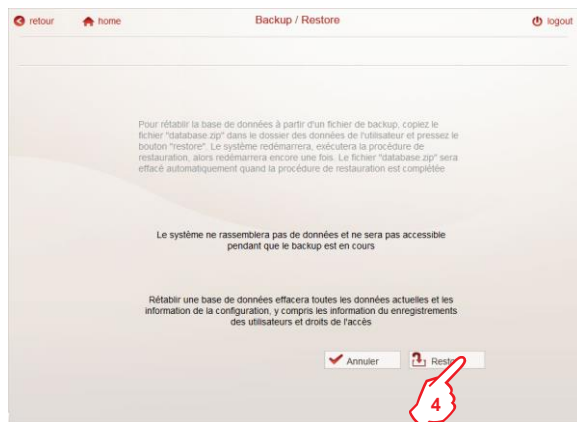 retour home Backup / Restore logout
Pour rétablir la base de données à partir d'un fichier de backup, copiez le
fichier "database.zip" dans le dossier des données de l'utilisateur et pressez le
bouton "restore". Le système redémarrera, exécutera la procédure de
restauration, alors redémarrera encore une fois. Le fichier "database.zip" sera
effacé automatiquement quand la procédure de restauration est complétée
Le système ne rassemblera pas de données et ne sera pas accessible
pendant que le backup est en cours
Rétablir une base de données effacera toutes les données actuelles et les
information de la configuration, y compris les information du enregistrements
des utilisateurs et droits de l'accès
Annuler
4